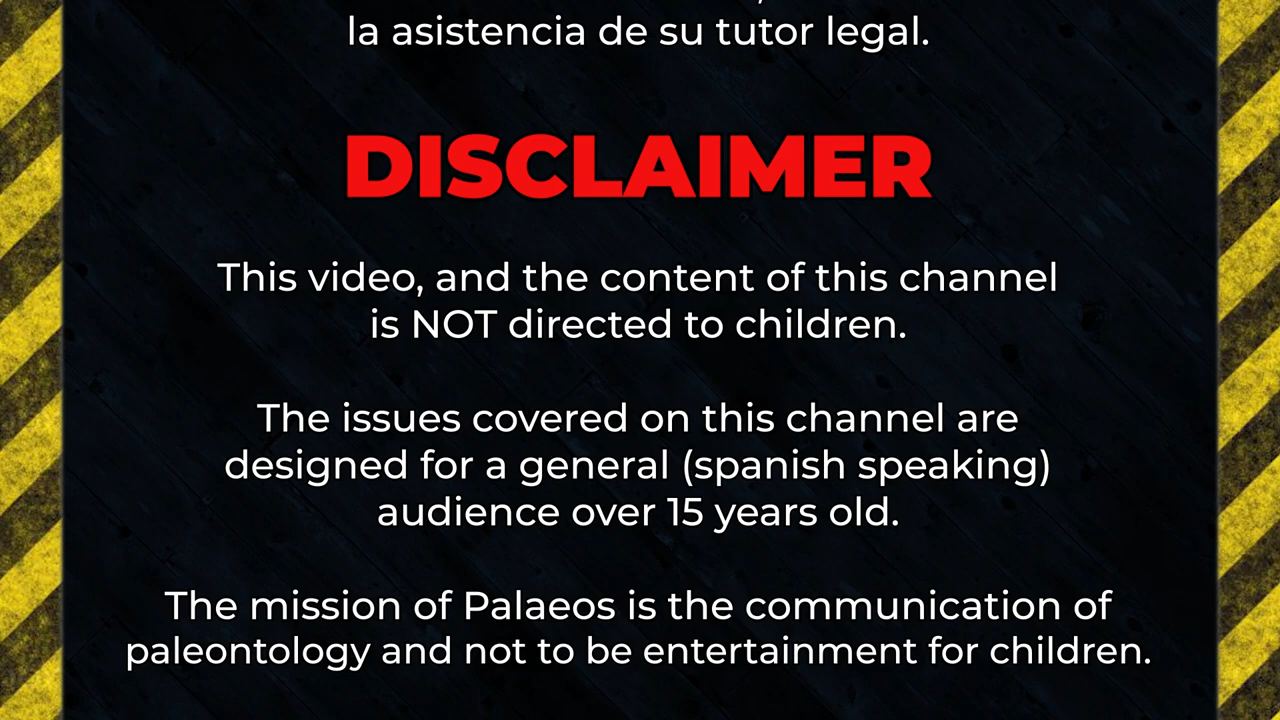 la asistencia de su tutor legal.
DISCLAIMER
This video, and the content of this channel
is NOT directed to children.
The issues covered on this channel are
designed for a general (spanish speaking)
audience over 15 years old.
The mission of Palaeos is the communication of
paleontology and not to be entertainment for children.